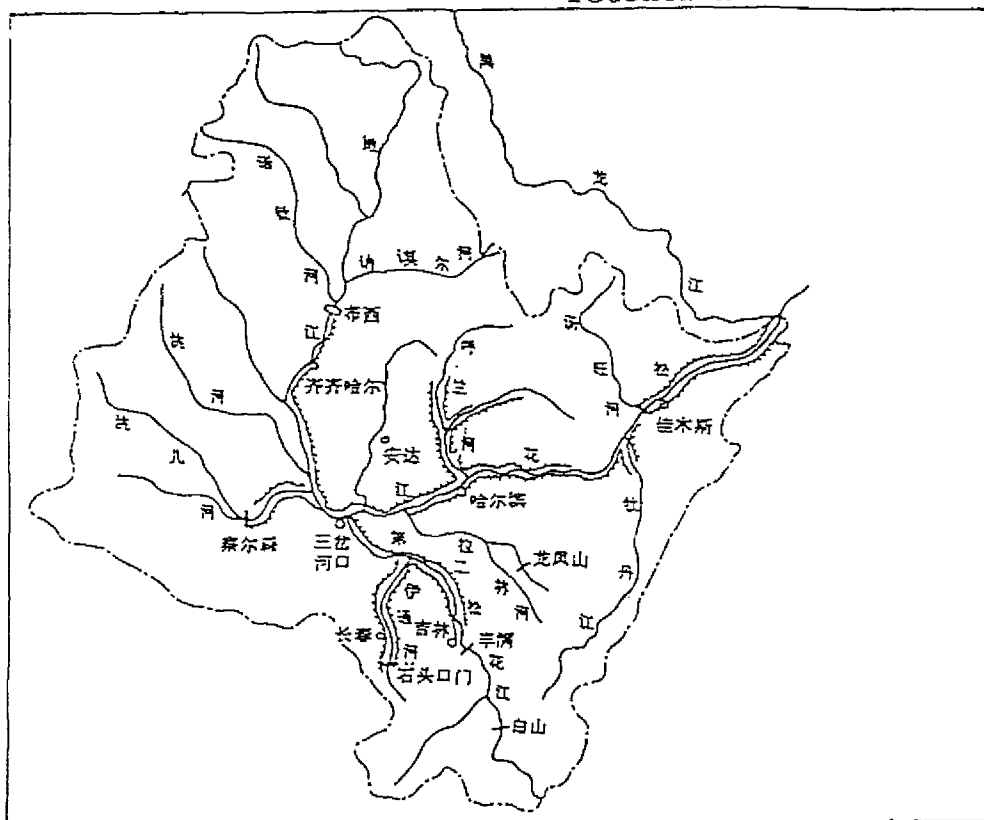 黑
龙
江
诺敏河
讷谟尔河
布西
江
齐齐哈尔
河
洮儿河
察尔森
三岔
河口
安达
呼兰河
哈尔滨
江
花
松
汤旺河
佳木斯
牡丹江
第二松花江
拉林河
龙凤山
伊通河
长春
吉林
丰满
石头口门
白山